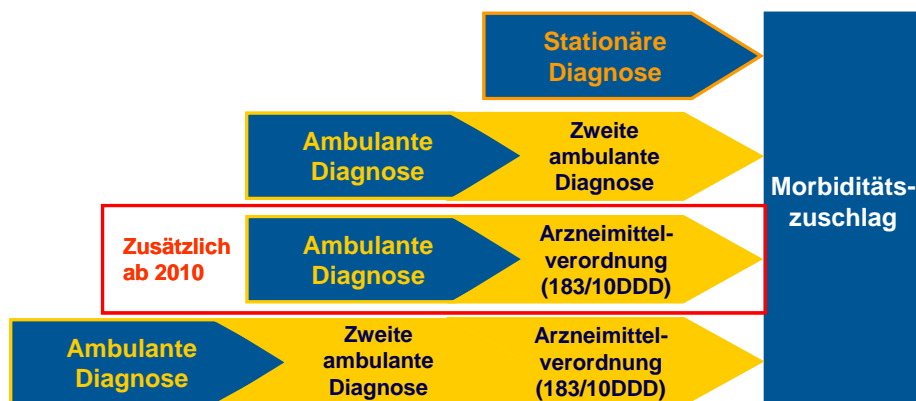 Stationäre
Diagnose
Ambulante
Diagnose
Zweite
ambulante
Diagnose
Morbiditäts-
zuschlag
Zusätzlich
ab 2010
Ambulante
Diagnose
Arzneimittel-
verordnung
(183/10DDD)
Ambulante
Diagnose
Zweite
ambulante
Diagnose
Arzneimittel-
verordnung
(183/10DDD)